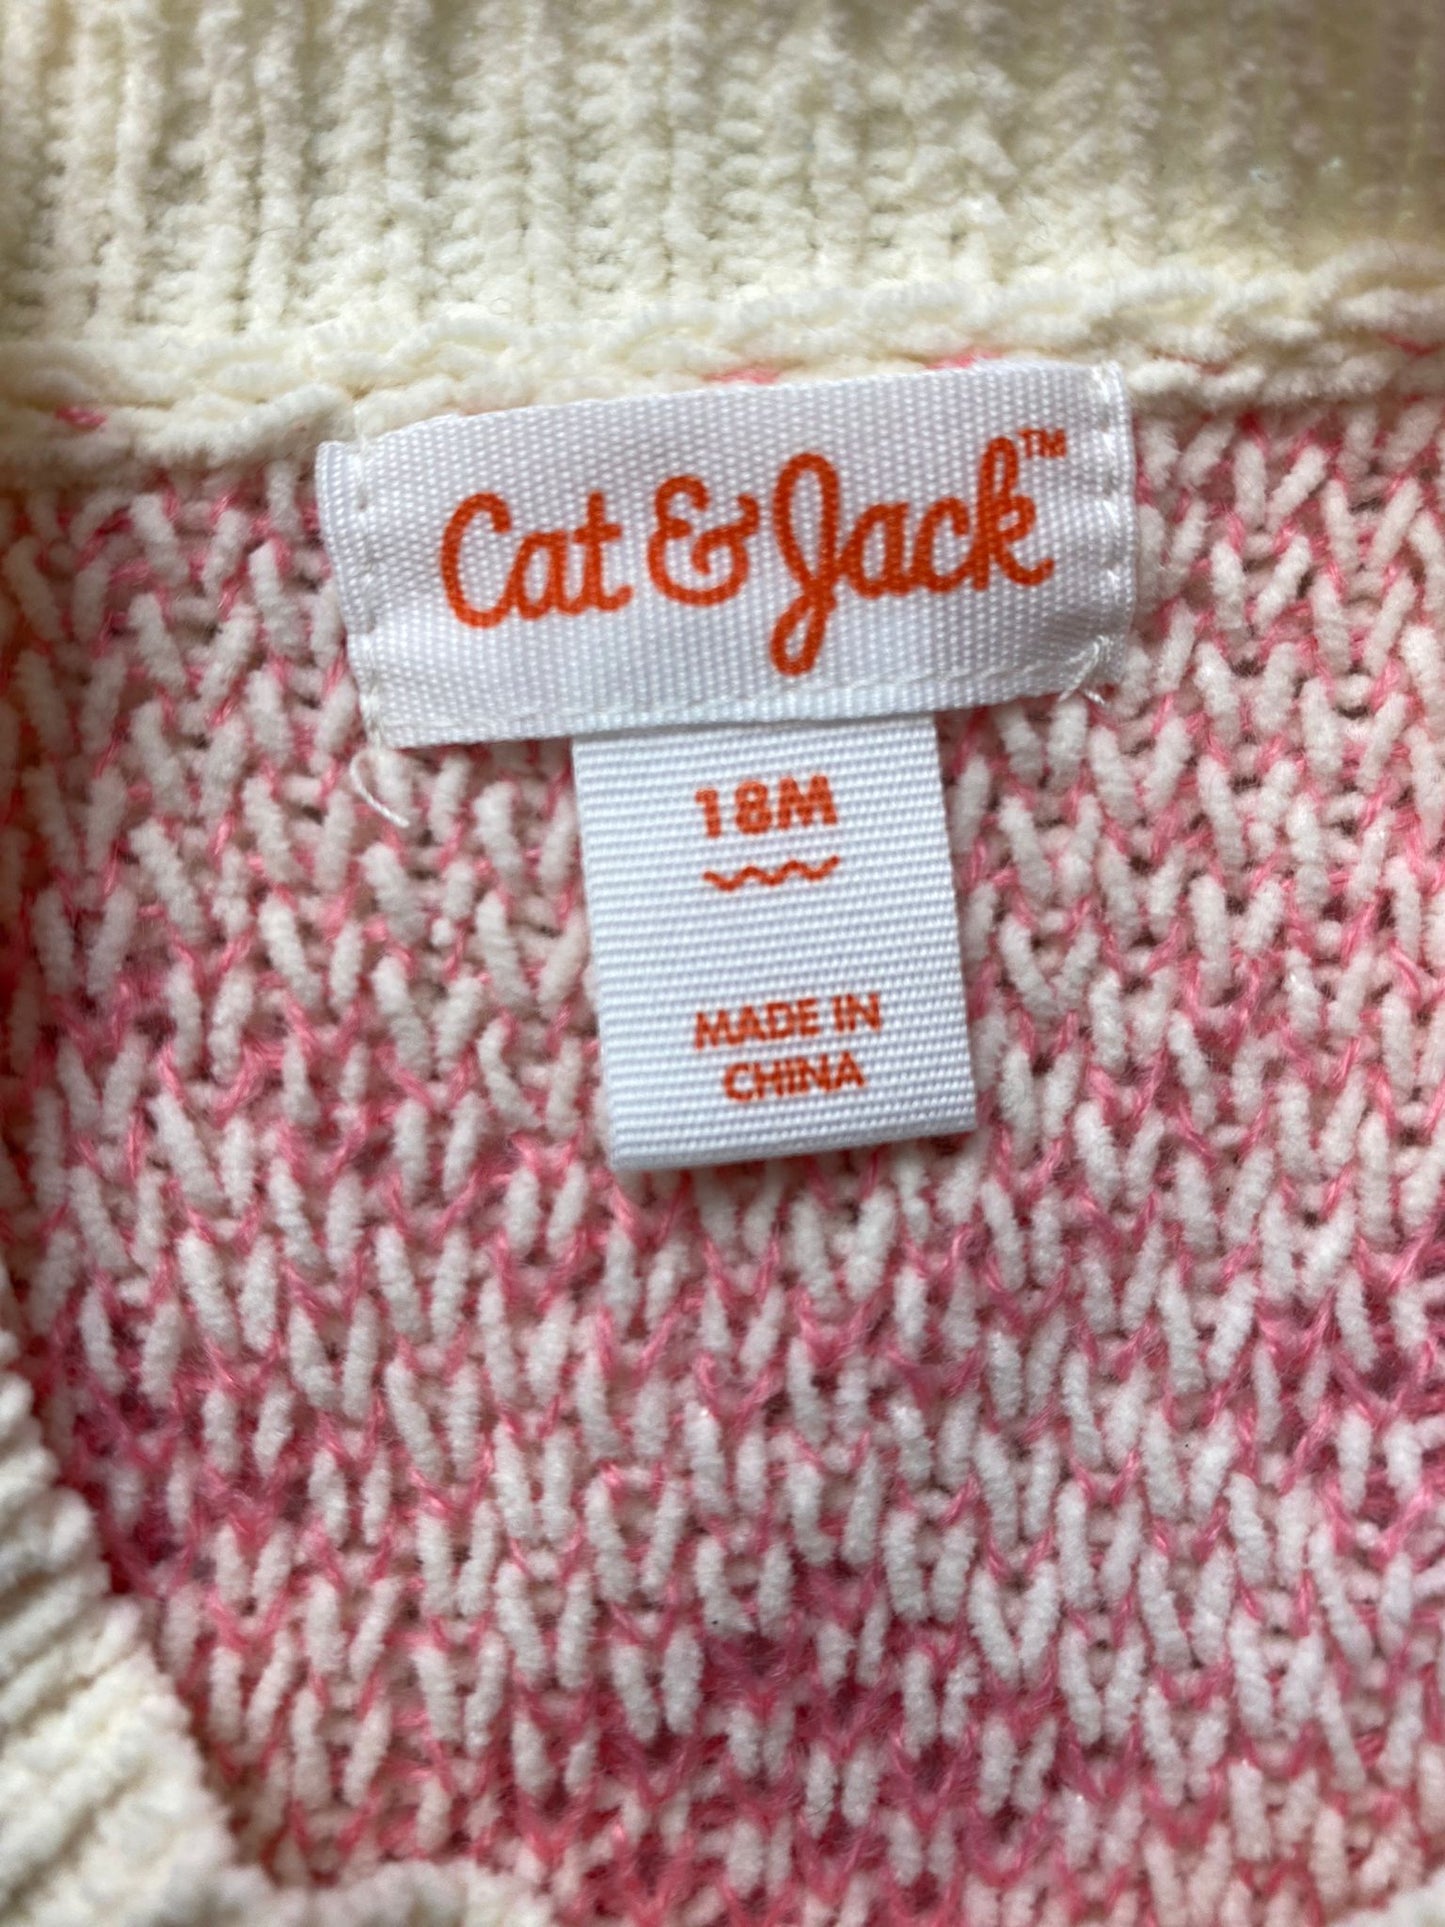 Cat & Jack™
18M
MADE IN
CHINA